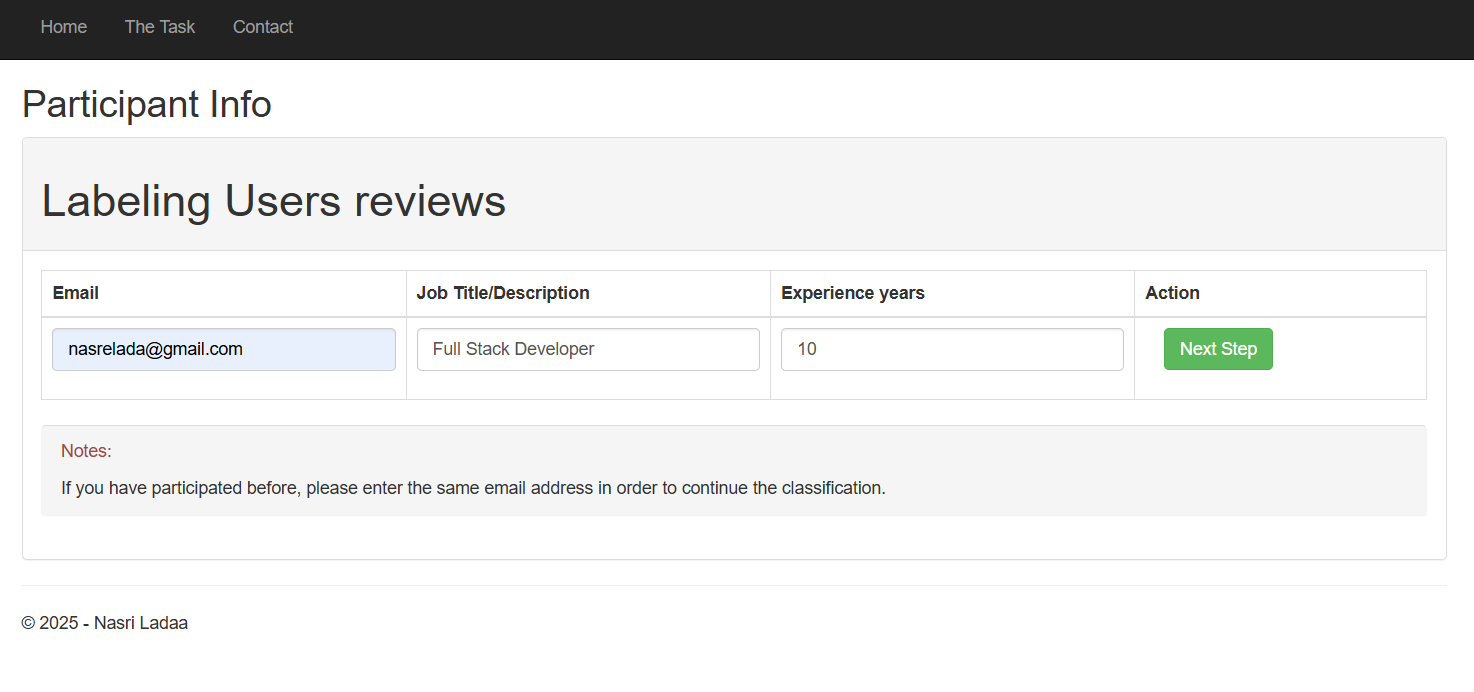 Home The Task Contact
Participant Info
Labeling Users reviews
Email Job Title/Description Experience years Action
nasrelada@gmail.com Full Stack Developer 10 Next Step
Notes:
If you have participated before, please enter the same email address in order to continue the classification.
© 2025 - Nasri Ladaa